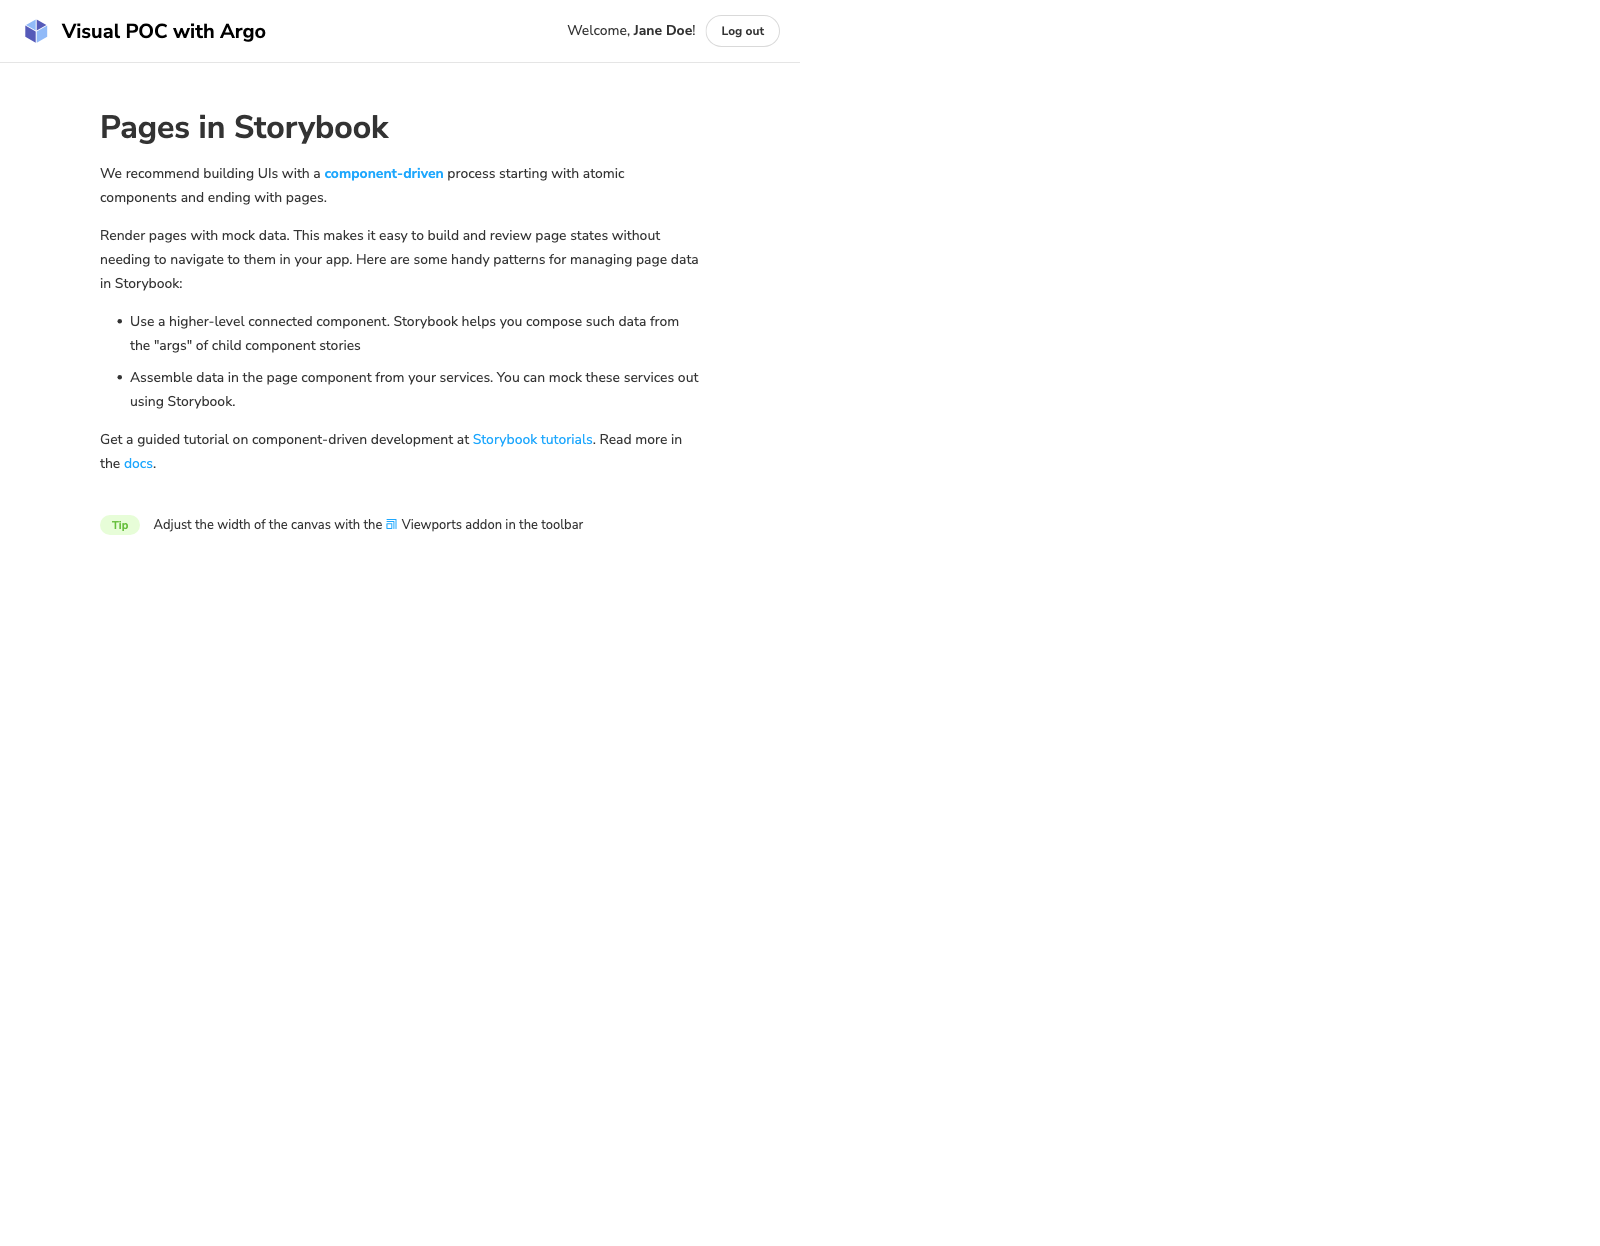 Visual POC with Argo
Welcome, Jane Doe!
Log out
Pages in Storybook
We recommend building UIs with a component-driven process starting with atomic
components and ending with pages.
Render pages with mock data. This makes it easy to build and review page states without
needing to navigate to them in your app. Here are some handy patterns for managing page data
in Storybook:
• Use a higher-level connected component. Storybook helps you compose such data from
the "args" of child component stories
• Assemble data in the page component from your services. You can mock these services out
using Storybook.
Get a guided tutorial on component-driven development at Storybook tutorials. Read more in
the docs.
Tip Adjust the width of the canvas with the Viewports addon in the toolbar